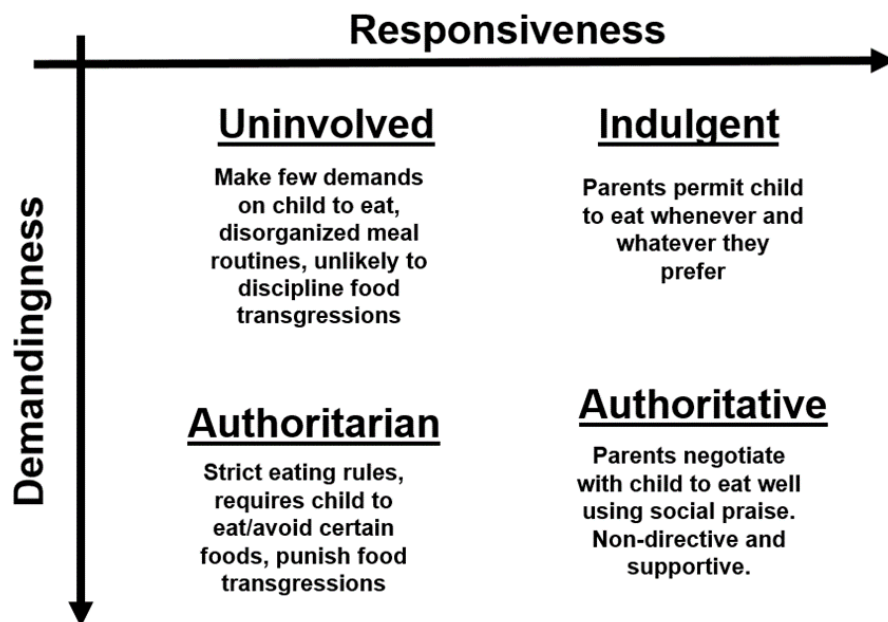 Responsiveness
Demandingness
Uninvolved
Make few demands
on child to eat,
disorganized meal
routines, unlikely to
discipline food
transgressions
Indulgent
Parents permit child
to eat whenever and
whatever they
prefer
Authoritarian
Strict eating rules,
requires child to
eat/avoid certain
foods, punish food
transgressions
Authoritative
Parents negotiate
with child to eat well
using social praise.
Non-directive and
supportive.